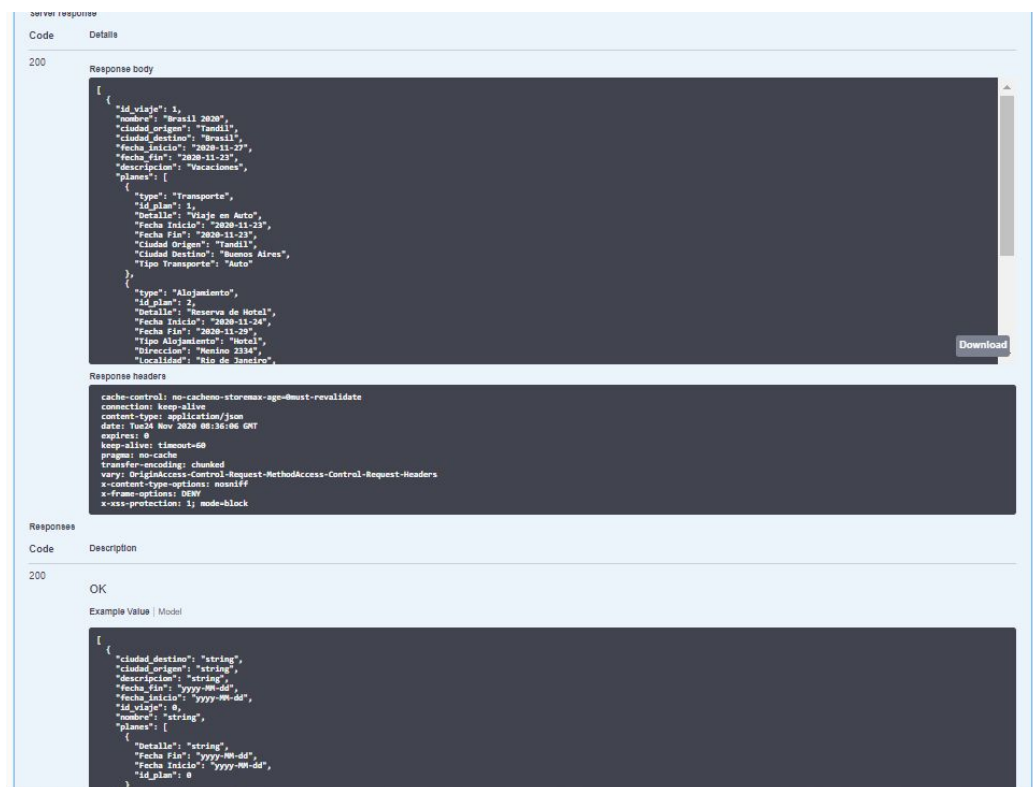 server response
Code Details
200
Response body
[
{
"id_viaje": 1,
"nombre": "Brasil 2020",
"ciudad_origen": "Tandil",
"ciudad_destino": "Brasil",
"fecha_inicio": "2020-11-27",
"fecha_fin": "2020-11-23",
"descripcion": "Vacaciones",
"planes": [
{
"type": "Transporte",
"id_plan": 1,
"Detalle": "Viaje en Auto",
"Fecha Inicio": "2020-11-23",
"Fecha Fin": "2020-11-23",
"Ciudad Origen": "Tandil",
"Ciudad Destino": "Buenos Aires",
"Tipo Transporte": "Auto"
},
{
"type": "Alojamiento",
"id_plan": 2,
"Detalle": "Reserva de Hotel",
"Fecha Inicio": "2020-11-24",
"Fecha Fin": "2020-11-29",
"Tipo Alojamiento": "Hotel",
"Direccion": "Menino 2334",
"Localidad": "Rio de Janeiro",
Download
Response headers
cache-control: no-cacheno-storemax-age=0must-revalidate
connection: keep-alive
content-type: application/json
date: Tue24 Nov 2020 08:36:06 GMT
expires: 0
keep-alive: timeout=60
pragma: no-cache
transfer-encoding: chunked
vary: OriginAccess-Control-Request-MethodAccess-Control-Request-Headers
x-content-type-options: nosniff
x-frame-options: DENY
x-xss-protection: 1; mode=block
Responses
Code Description
200
OK
Example Value | Model
[
{
"ciudad_destino": "string",
"ciudad_origen": "string",
"descripcion": "string",
"fecha_fin": "yyyy-MM-dd",
"fecha_inicio": "yyyy-MM-dd",
"id_viaje": 0,
"nombre": "string",
"planes": [
{
"Detalle": "string",
"Fecha Fin": "yyyy-MM-dd",
"Fecha Inicio": "yyyy-MM-dd",
"id_plan": 0
}